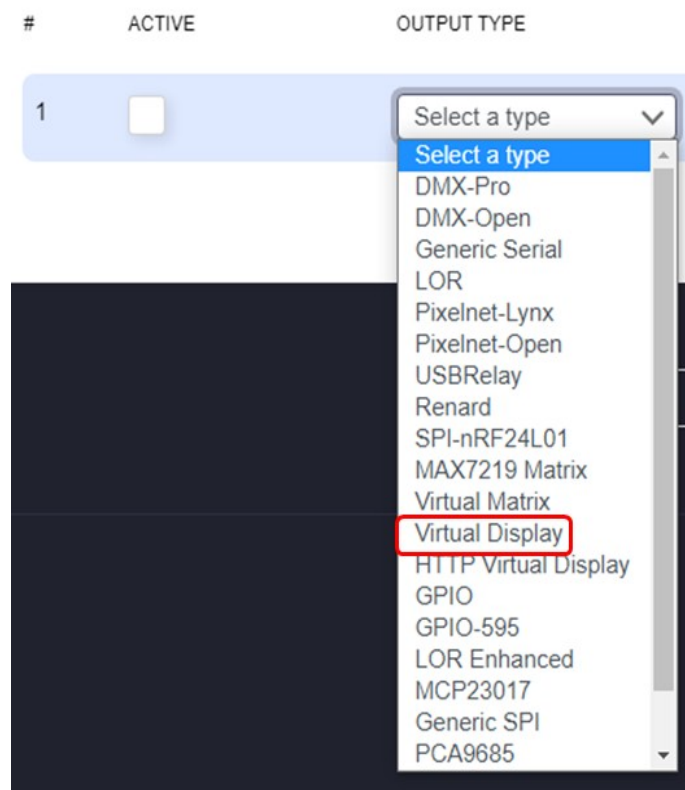 # ACTIVE OUTPUT TYPE
1 Select a type
Select a type
DMX-Pro
DMX-Open
Generic Serial
LOR
Pixelnet-Lynx
Pixelnet-Open
USBRelay
Renard
SPI-nRF24L01
MAX7219 Matrix
Virtual Matrix
Virtual Display
HTTP Virtual Display
GPIO
GPIO-595
LOR Enhanced
MCP23017
Generic SPI
PCA9685